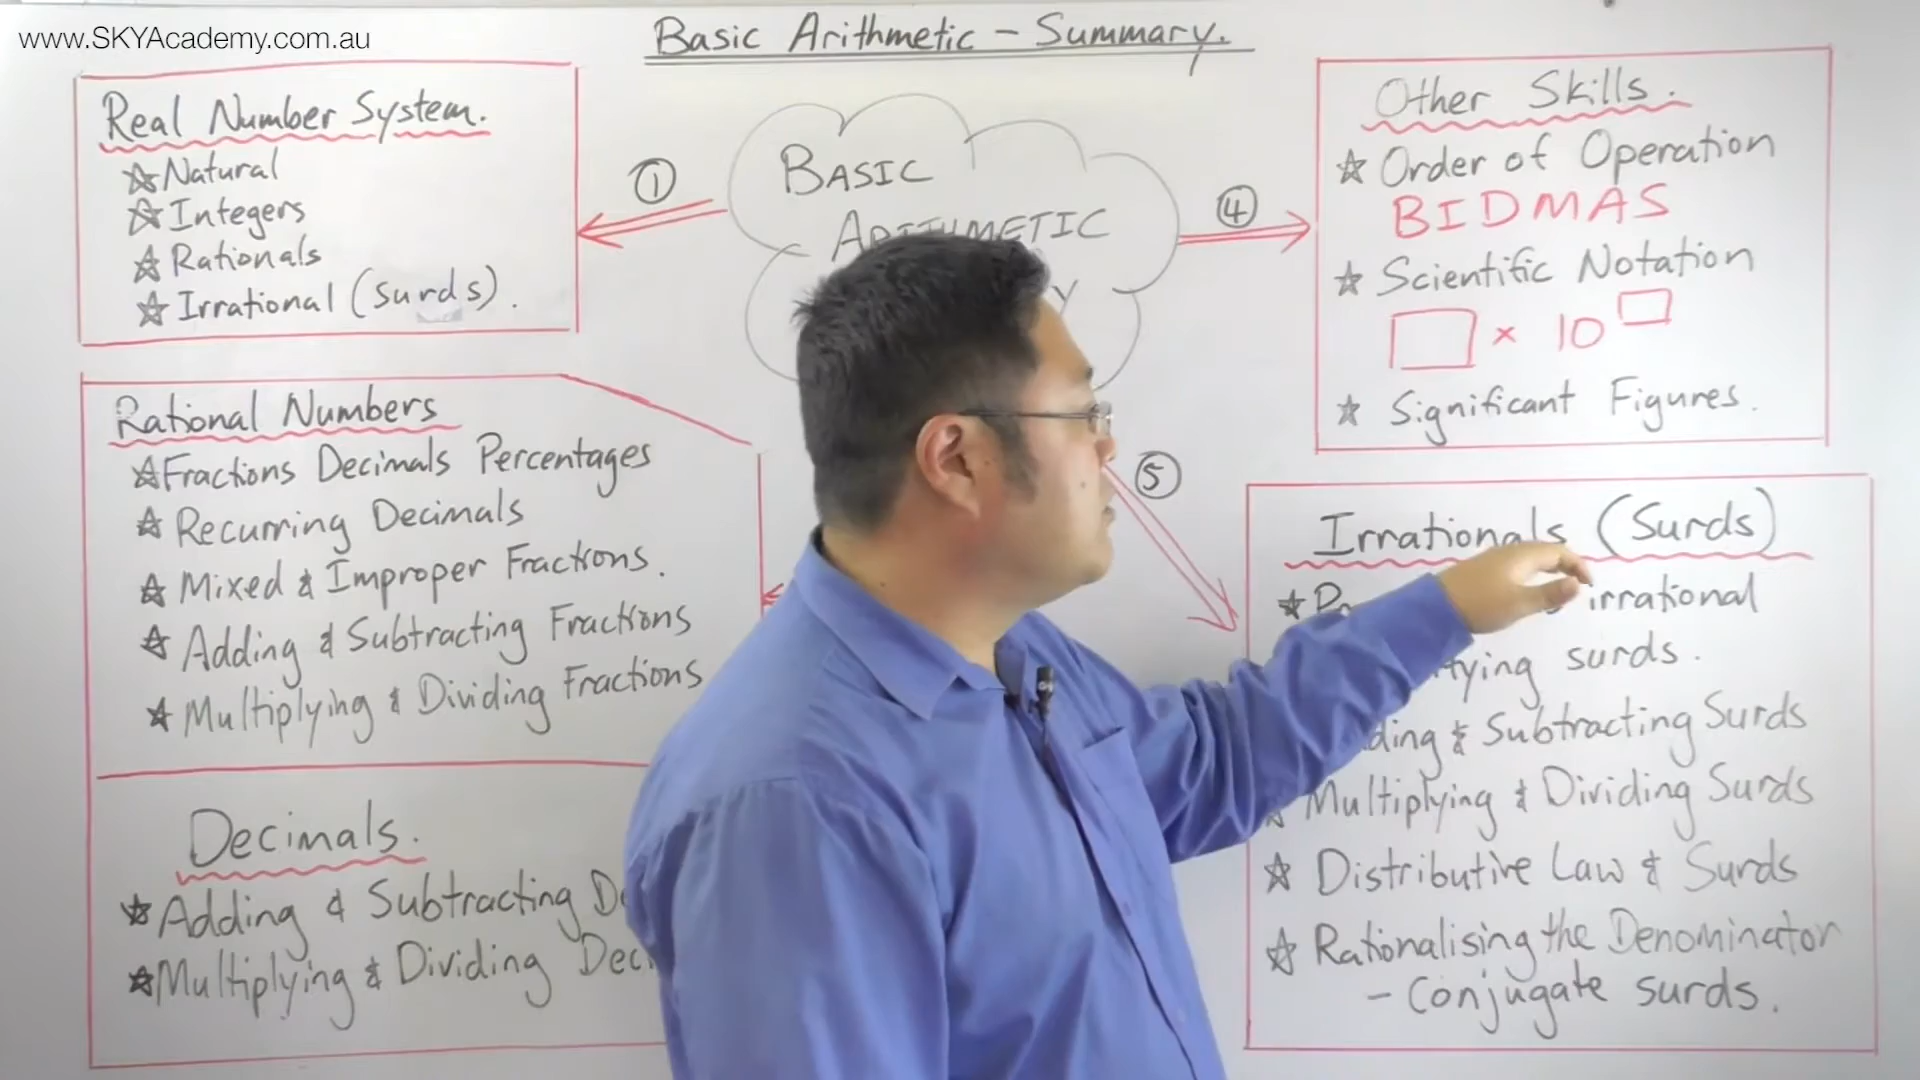 www.SKYAcademy.com.au
Basic Arithmetic - Summary.
Real Number System.
Natural
Integers
Rationals
Irrational (surds).
①
BASIC
ARITHMETIC
Y
④
⑤
Rational Numbers
Fractions Decimals Percentages
Recurring Decimals
Mixed & Improper Fractions.
Adding & Subtracting Fractions
Multiplying & Dividing Fractions
Decimals.
Adding & Subtracting
Multiplying & Dividing
Other Skills.
Order of Operation
BIDMAS
Scientific Notation
□ × 10 □
Significant Figures.
Irrationals (Surds)
irrational
surds.
& Subtracting Surds
Multiplying & Dividing Surds
Distributive Law & Surds
Rationalising the Denominator
- Conjugate surds.